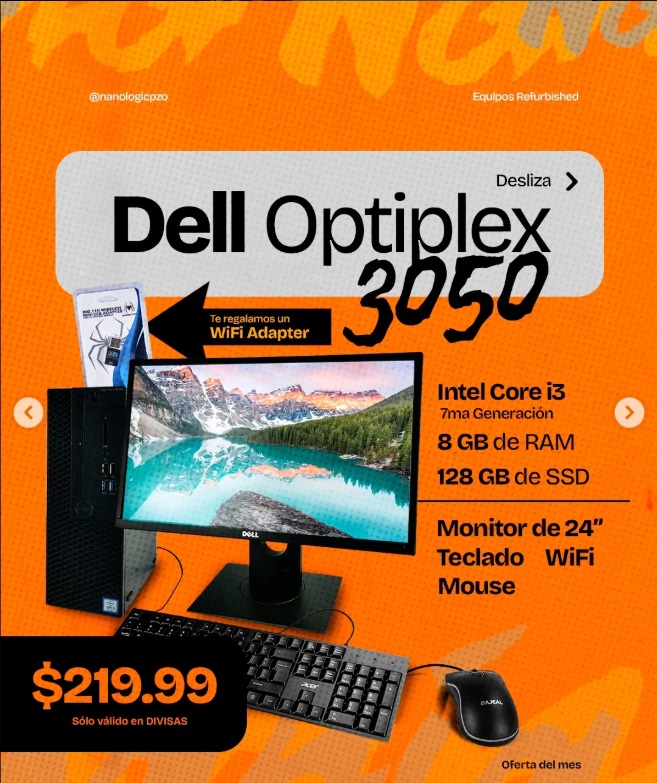 @nanologicpzo
Equipos Refurbished
Desliza
Dell Optiplex
3050
Te regalamos un
WiFi Adapter
Intel Core i3
7ma Generación
8 GB de RAM
128 GB de SSD
Monitor de 24”
Teclado WiFi
Mouse
DELL
acer
$219.99
Sólo válido en DIVISAS
Oferta del mes